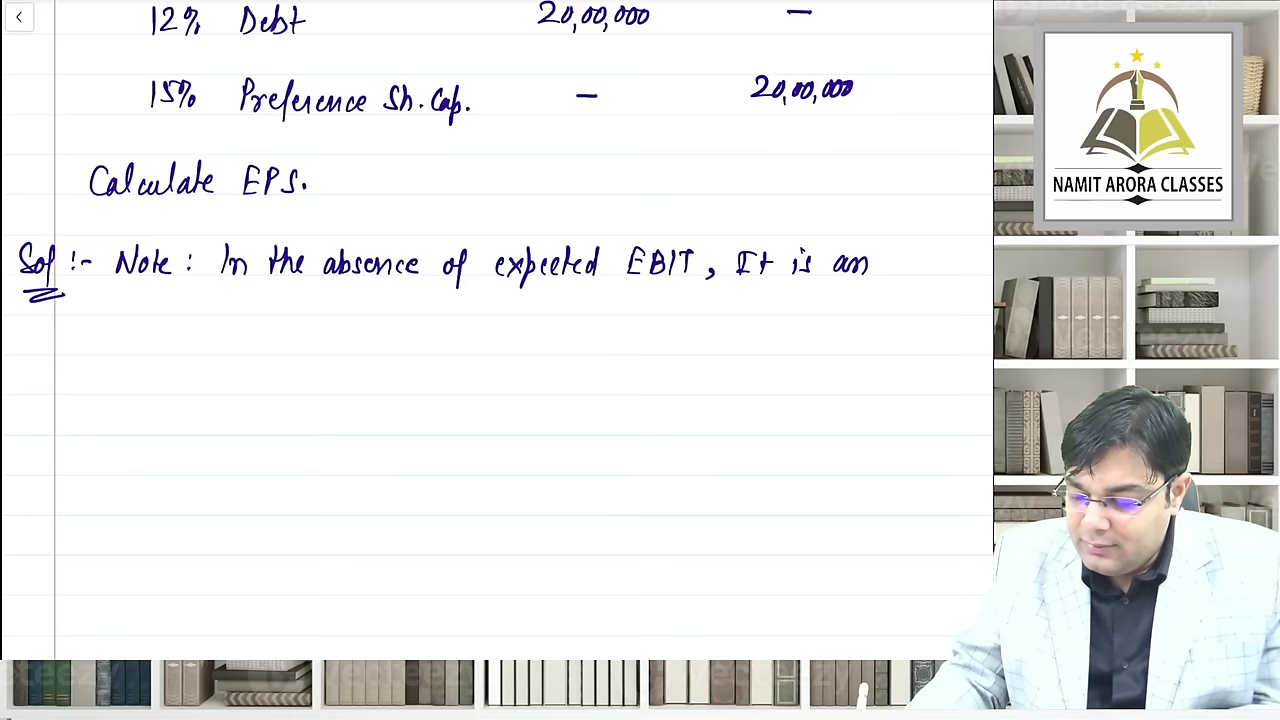 12% Debt 20,00,000 —
15% Preference Sh. Cap. — 20,00,000
Calculate EPS.
Sol :- Note : In the absence of expected EBIT, It is an
NAMIT ARORA CLASSES